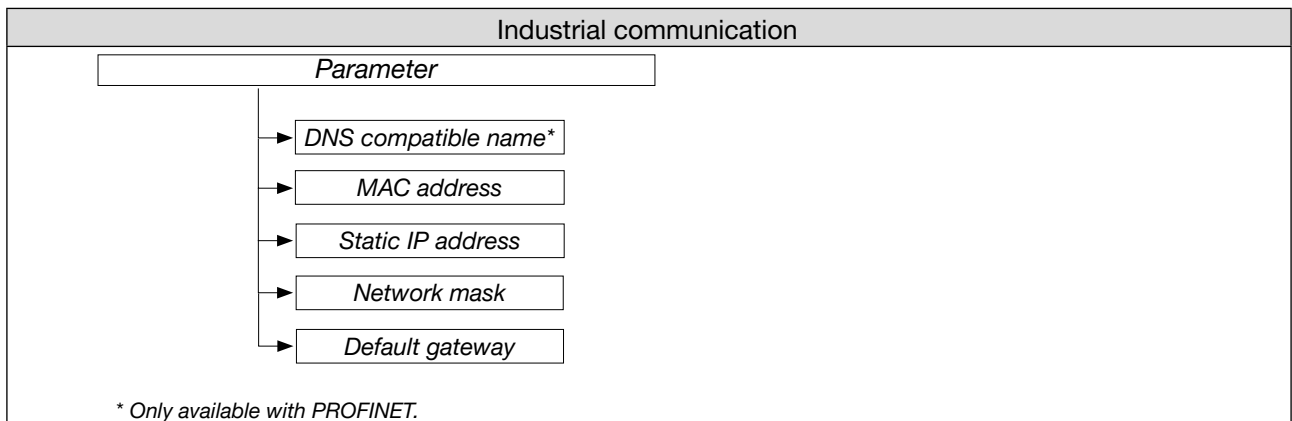 Industrial communication
Parameter
DNS compatible name*
MAC address
Static IP address
Network mask
Default gateway
* Only available with PROFINET.